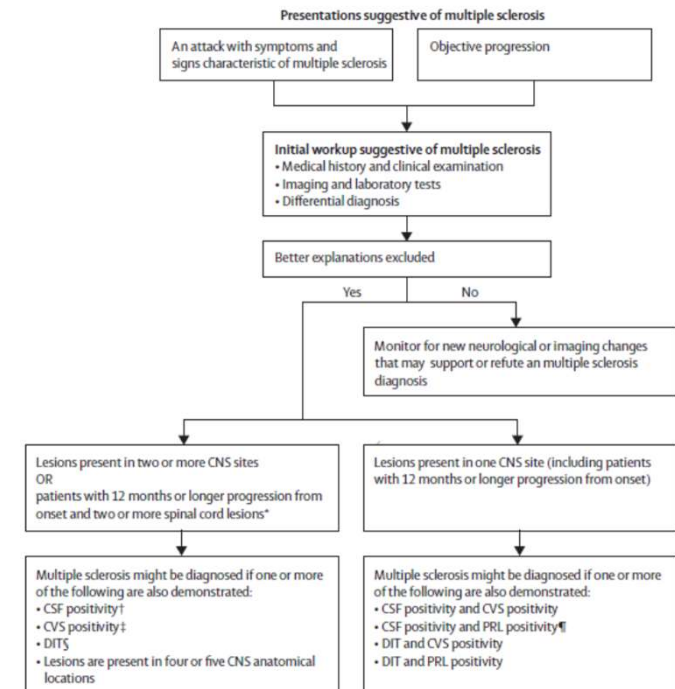 Presentations suggestive of multiple sclerosis
An attack with symptoms and
signs characteristic of multiple sclerosis
Objective progression
Initial workup suggestive of multiple sclerosis
• Medical history and clinical examination
• Imaging and laboratory tests
• Differential diagnosis
Better explanations excluded
Yes
No
Monitor for new neurological or imaging changes
that may support or refute an multiple sclerosis
diagnosis
Lesions present in two or more CNS sites
OR
patients with 12 months or longer progression from
onset and two or more spinal cord lesions*
Lesions present in one CNS site (including patients
with 12 months or longer progression from onset)
Multiple sclerosis might be diagnosed if one or more
of the following are also demonstrated:
• CSF positivity†
• CVS positivity‡
• DIT§
• Lesions are present in four or five CNS anatomical
locations
Multiple sclerosis might be diagnosed if one or more
of the following are also demonstrated:
• CSF positivity and CVS positivity
• CSF positivity and PRL positivity¶
• DIT and CVS positivity
• DIT and PRL positivity